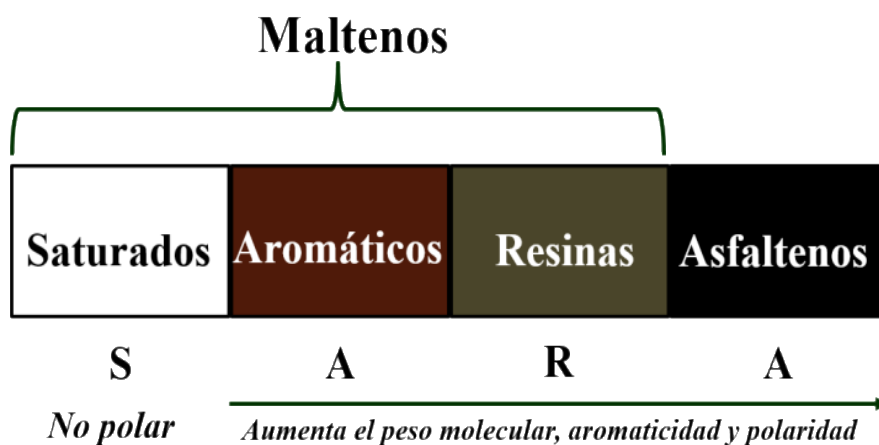 Maltenos
Saturados Aromáticos Resinas Asfaltenos
S A R A
No polar Aumenta el peso molecular, aromaticidad y polaridad